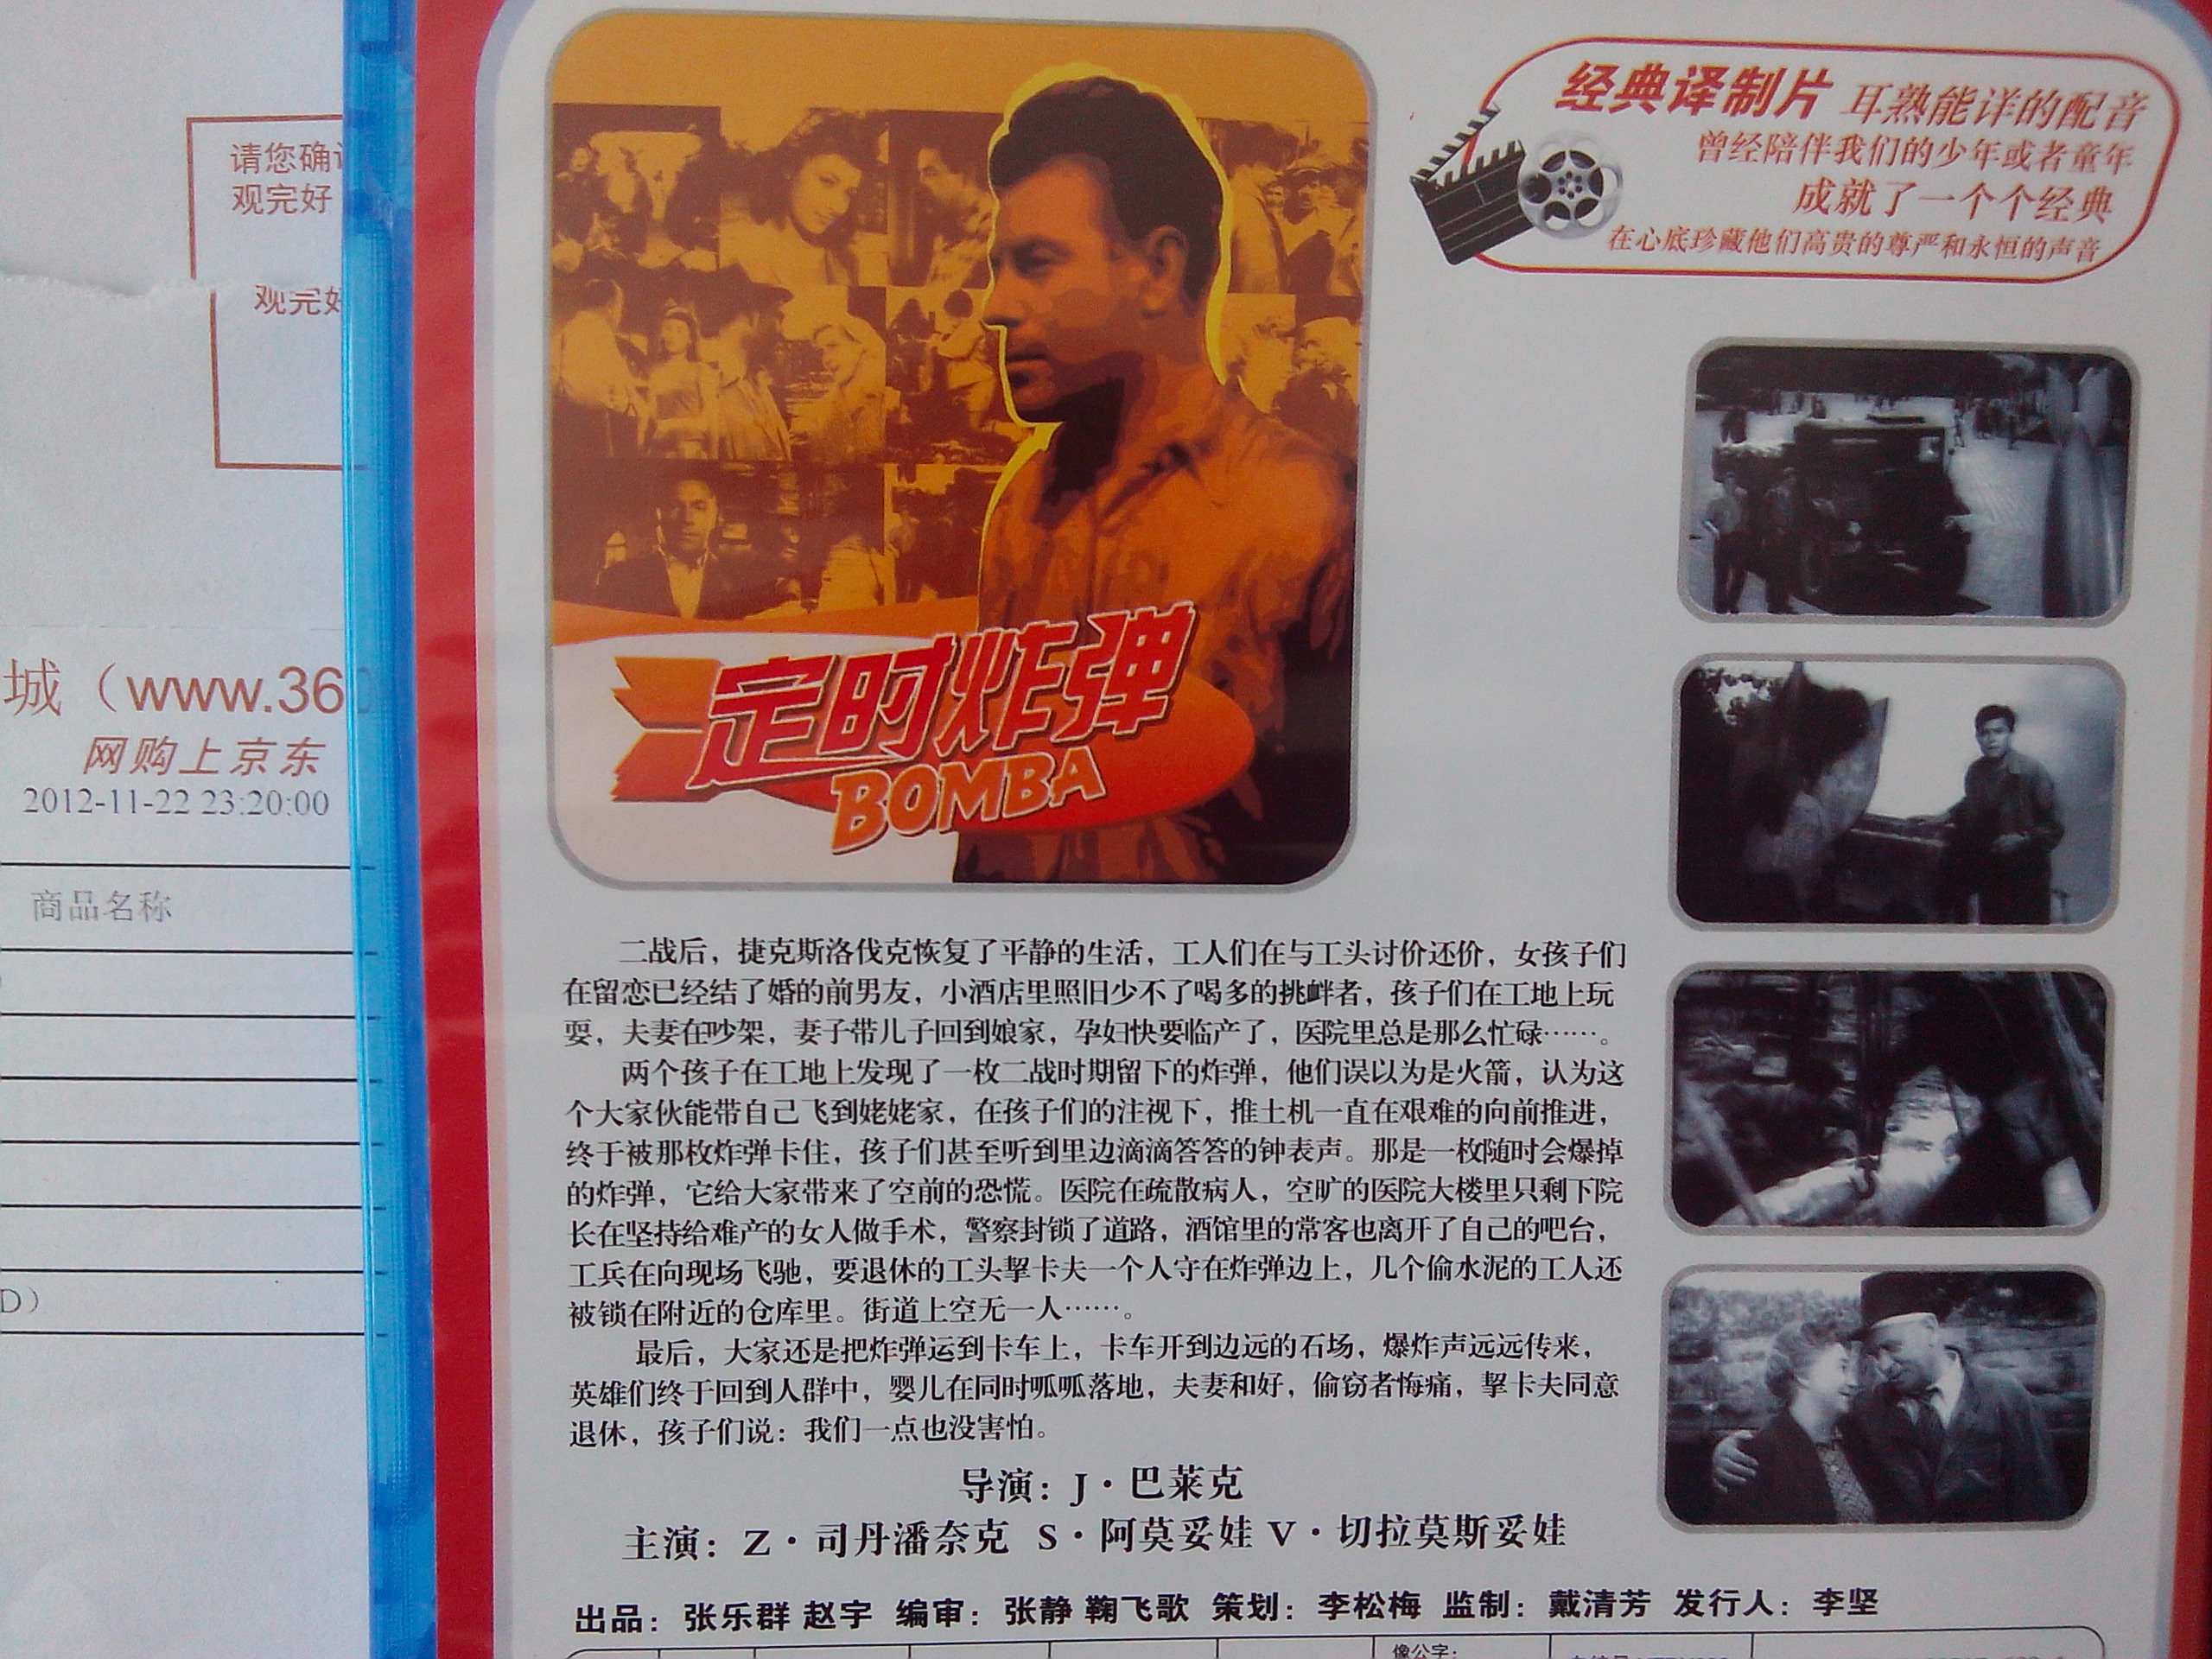 请您确
观完好
观完好
城（www.36
网购上京东
2012-11-22 23:20:00
商品名称
D）
经典译制片 耳熟能详的配音
曾经陪伴我们的少年或者童年
成就了一个个经典
在心底珍藏他们高贵的尊严和永恒的声音
定时炸弹
BOMBA
二战后，捷克斯洛伐克恢复了平静的生活，工人们在与工头讨价还价，女孩子们
在留恋已经结了婚的前男友，小酒店里照旧少不了喝多的挑衅者，孩子们在工地上玩
耍，夫妻在吵架，妻子带儿子回到娘家，孕妇快要临产了，医院里总是那么忙碌……。
两个孩子在工地上发现了一枚二战时期留下的炸弹，他们误以为是火箭，认为这
个大家伙能带自己飞到姥姥家，在孩子们的注视下，推土机一直在艰难的向前推进，
终于被那枚炸弹卡住，孩子们甚至听到里边滴滴答答的钟表声。那是一枚随时会爆掉
的炸弹，它给大家带来了空前的恐慌。医院在疏散病人，空旷的医院大楼里只剩下院
长在坚持给难产的女人做手术，警察封锁了道路，酒馆里的常客也离开了自己的吧台，
工兵在向现场飞驰，要退休的工头挈卡夫一个人守在炸弹边上，几个偷水泥的工人还
被锁在附近的仓库里。街道上空无一人……。
最后，大家还是把炸弹运到卡车上，卡车开到边远的石场，爆炸声远远传来，
英雄们终于回到人群中，婴儿在同时呱呱落地，夫妻和好，偷窃者悔痛，挈卡夫同意
退休，孩子们说：我们一点也没害怕。
导演：J·巴莱克
主演：Z·司丹潘奈克 S·阿莫妥娃 V·切拉莫斯妥娃
出品：张乐群 赵宇 编审：张静 鞠飞歌 策划：李松梅 监制：戴清芳 发行人：李坚
像公字：